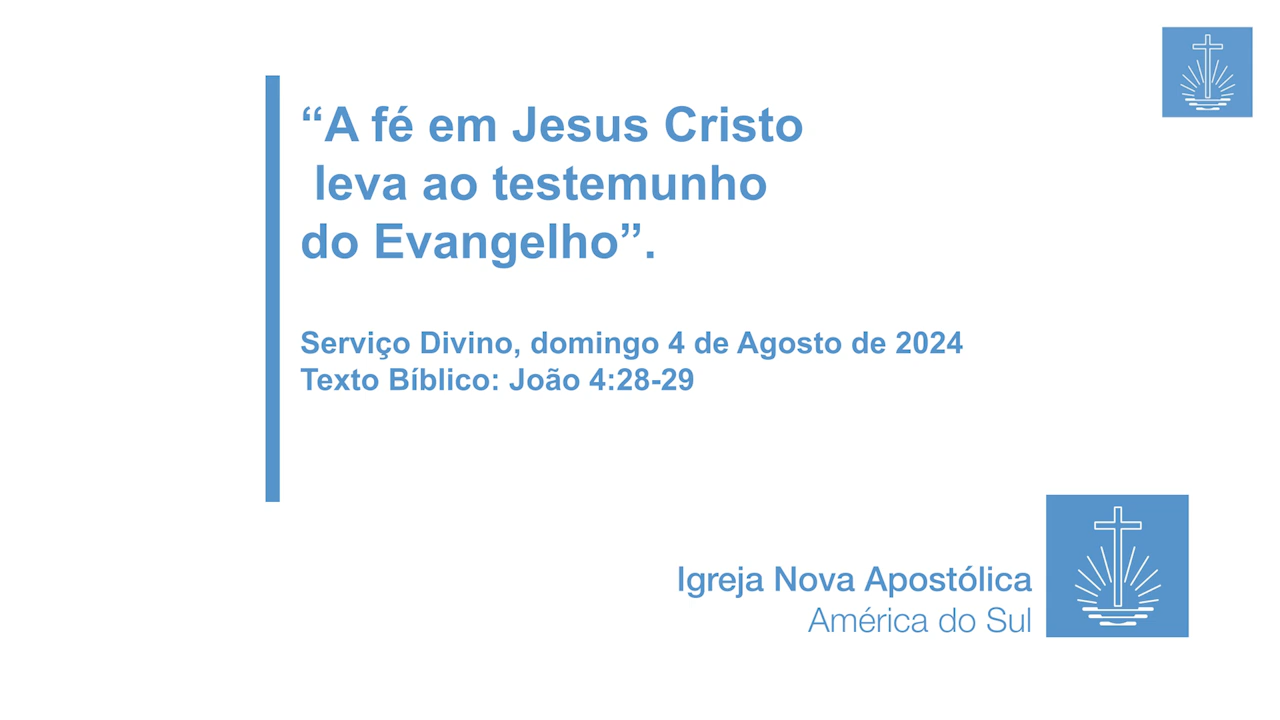 “A fé em Jesus Cristo
leva ao testemunho
do Evangelho”.
Serviço Divino, domingo 4 de Agosto de 2024
Texto Bíblico: João 4:28-29
Igreja Nova Apostólica
América do Sul